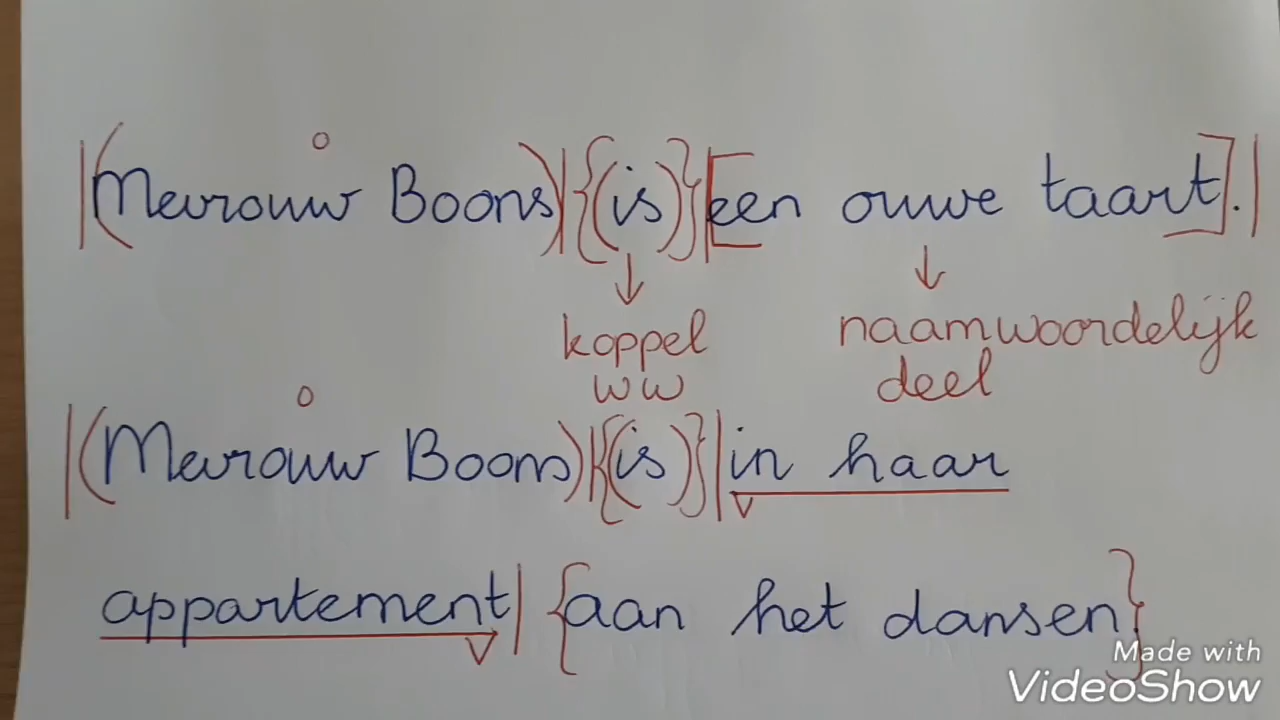 |(Mevrouw Boons)|{(is)}|[een ouwe taart].|
koppel naamwoordelijk
ww deel
|(Mevrouw Boons)|{(is)}|in haar
appartement| {aan het dansen}
Made with
VideoShow